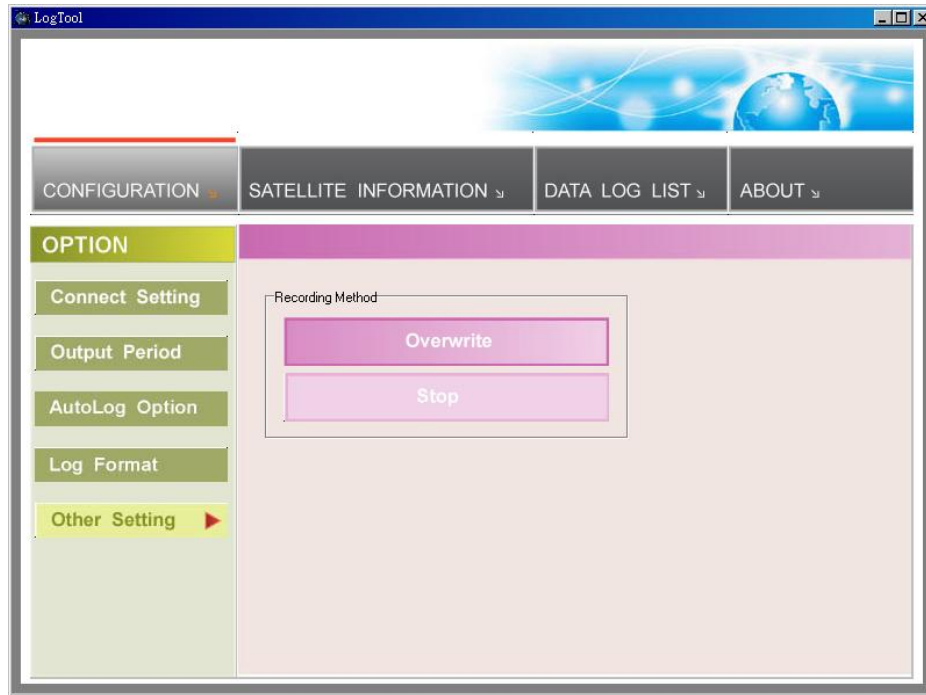 LogTool
CONFIGURATION
SATELLITE INFORMATION
DATA LOG LIST
ABOUT
OPTION
Connect Setting
Output Period
AutoLog Option
Log Format
Other Setting
Recording Method
Overwrite
Stop